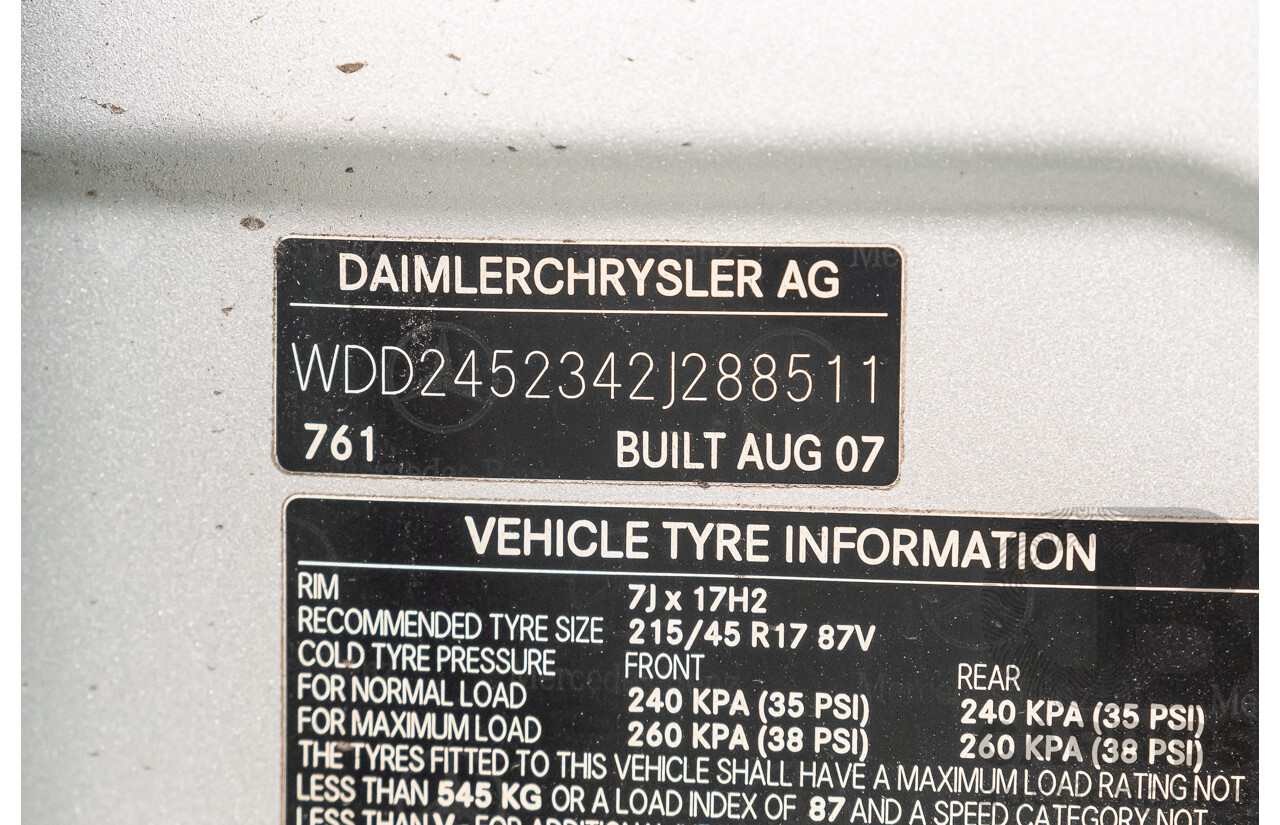 DAIMLERCHRYSLER AG
WDD2452342J288511
761 BUILT AUG 07
VEHICLE TYRE INFORMATION
RIM 7J x 17H2
RECOMMENDED TYRE SIZE 215/45 R17 87V
COLD TYRE PRESSURE FRONT REAR
FOR NORMAL LOAD 240 KPA (35 PSI) 240 KPA (35 PSI)
FOR MAXIMUM LOAD 260 KPA (38 PSI) 260 KPA (38 PSI)
THE TYRES FITTED TO THIS VEHICLE SHALL HAVE A MAXIMUM LOAD RATING NOT
LESS THAN 545 KG OR A LOAD INDEX OF 87 AND A SPEED CATEGORY NOT
LESS THAN V